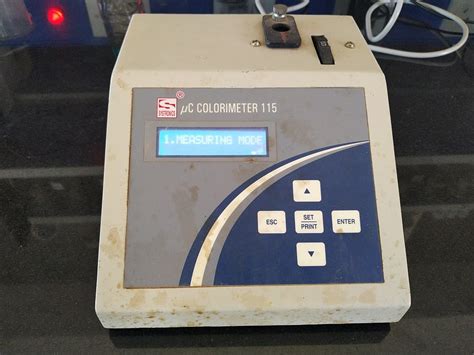 SYSTRONICS
©
µC COLORIMETER 115
1.MEASURING MODE
ESC
SET
PRINT
ENTER